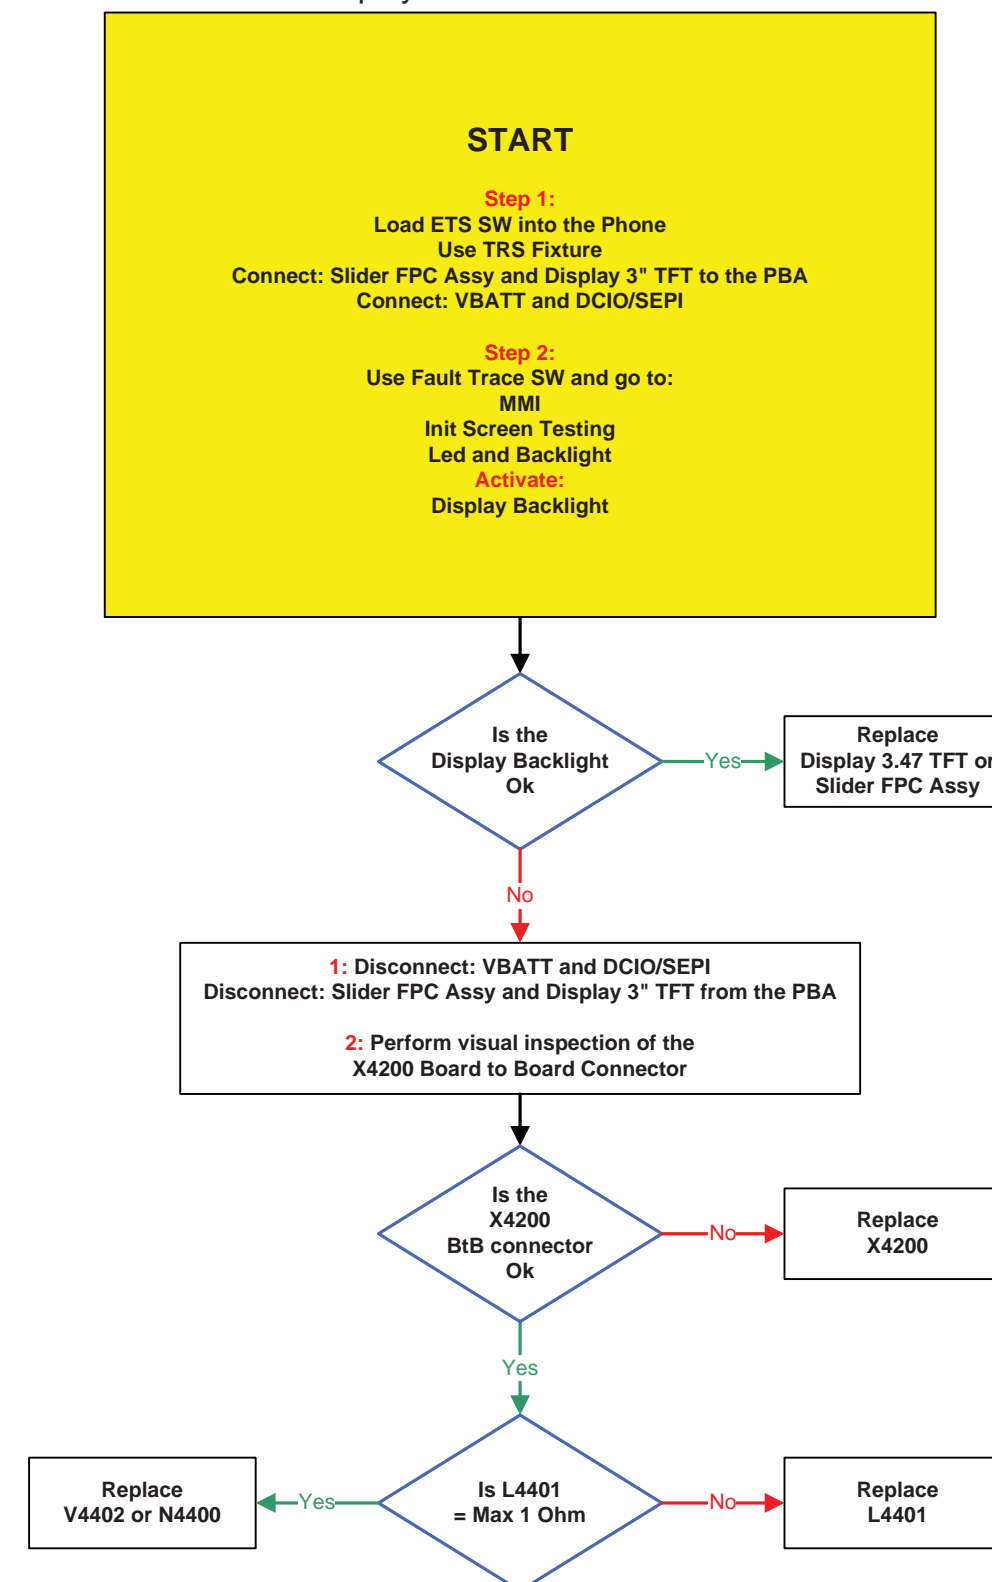 START
Step 1:
Load ETS SW into the Phone
Use TRS Fixture
Connect: Slider FPC Assy and Display 3" TFT to the PBA
Connect: VBATT and DCIO/SEPI
Step 2:
Use Fault Trace SW and go to:
MMI
Init Screen Testing
Led and Backlight
Activate:
Display Backlight
Is the
Display Backlight
Ok
Yes
Replace
Display 3.47 TFT or
Slider FPC Assy
No
1: Disconnect: VBATT and DCIO/SEPI
Disconnect: Slider FPC Assy and Display 3" TFT from the PBA
2: Perform visual inspection of the
X4200 Board to Board Connector
Is the
X4200
BtB connector
Ok
No
Replace
X4200
Yes
Is L4401
= Max 1 Ohm
Yes
Replace
V4402 or N4400
No
Replace
L4401